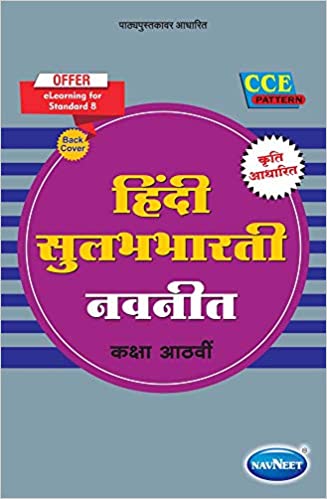 पाठ्यपुस्तकावर आधारित
OFFER
eLearning for
Standard 8
Back
Cover
CCE
PATTERN
कृति
आधारित
हिंदी
सुलभभारती
नवनीत
कक्षा आठवीं
NAVNEET